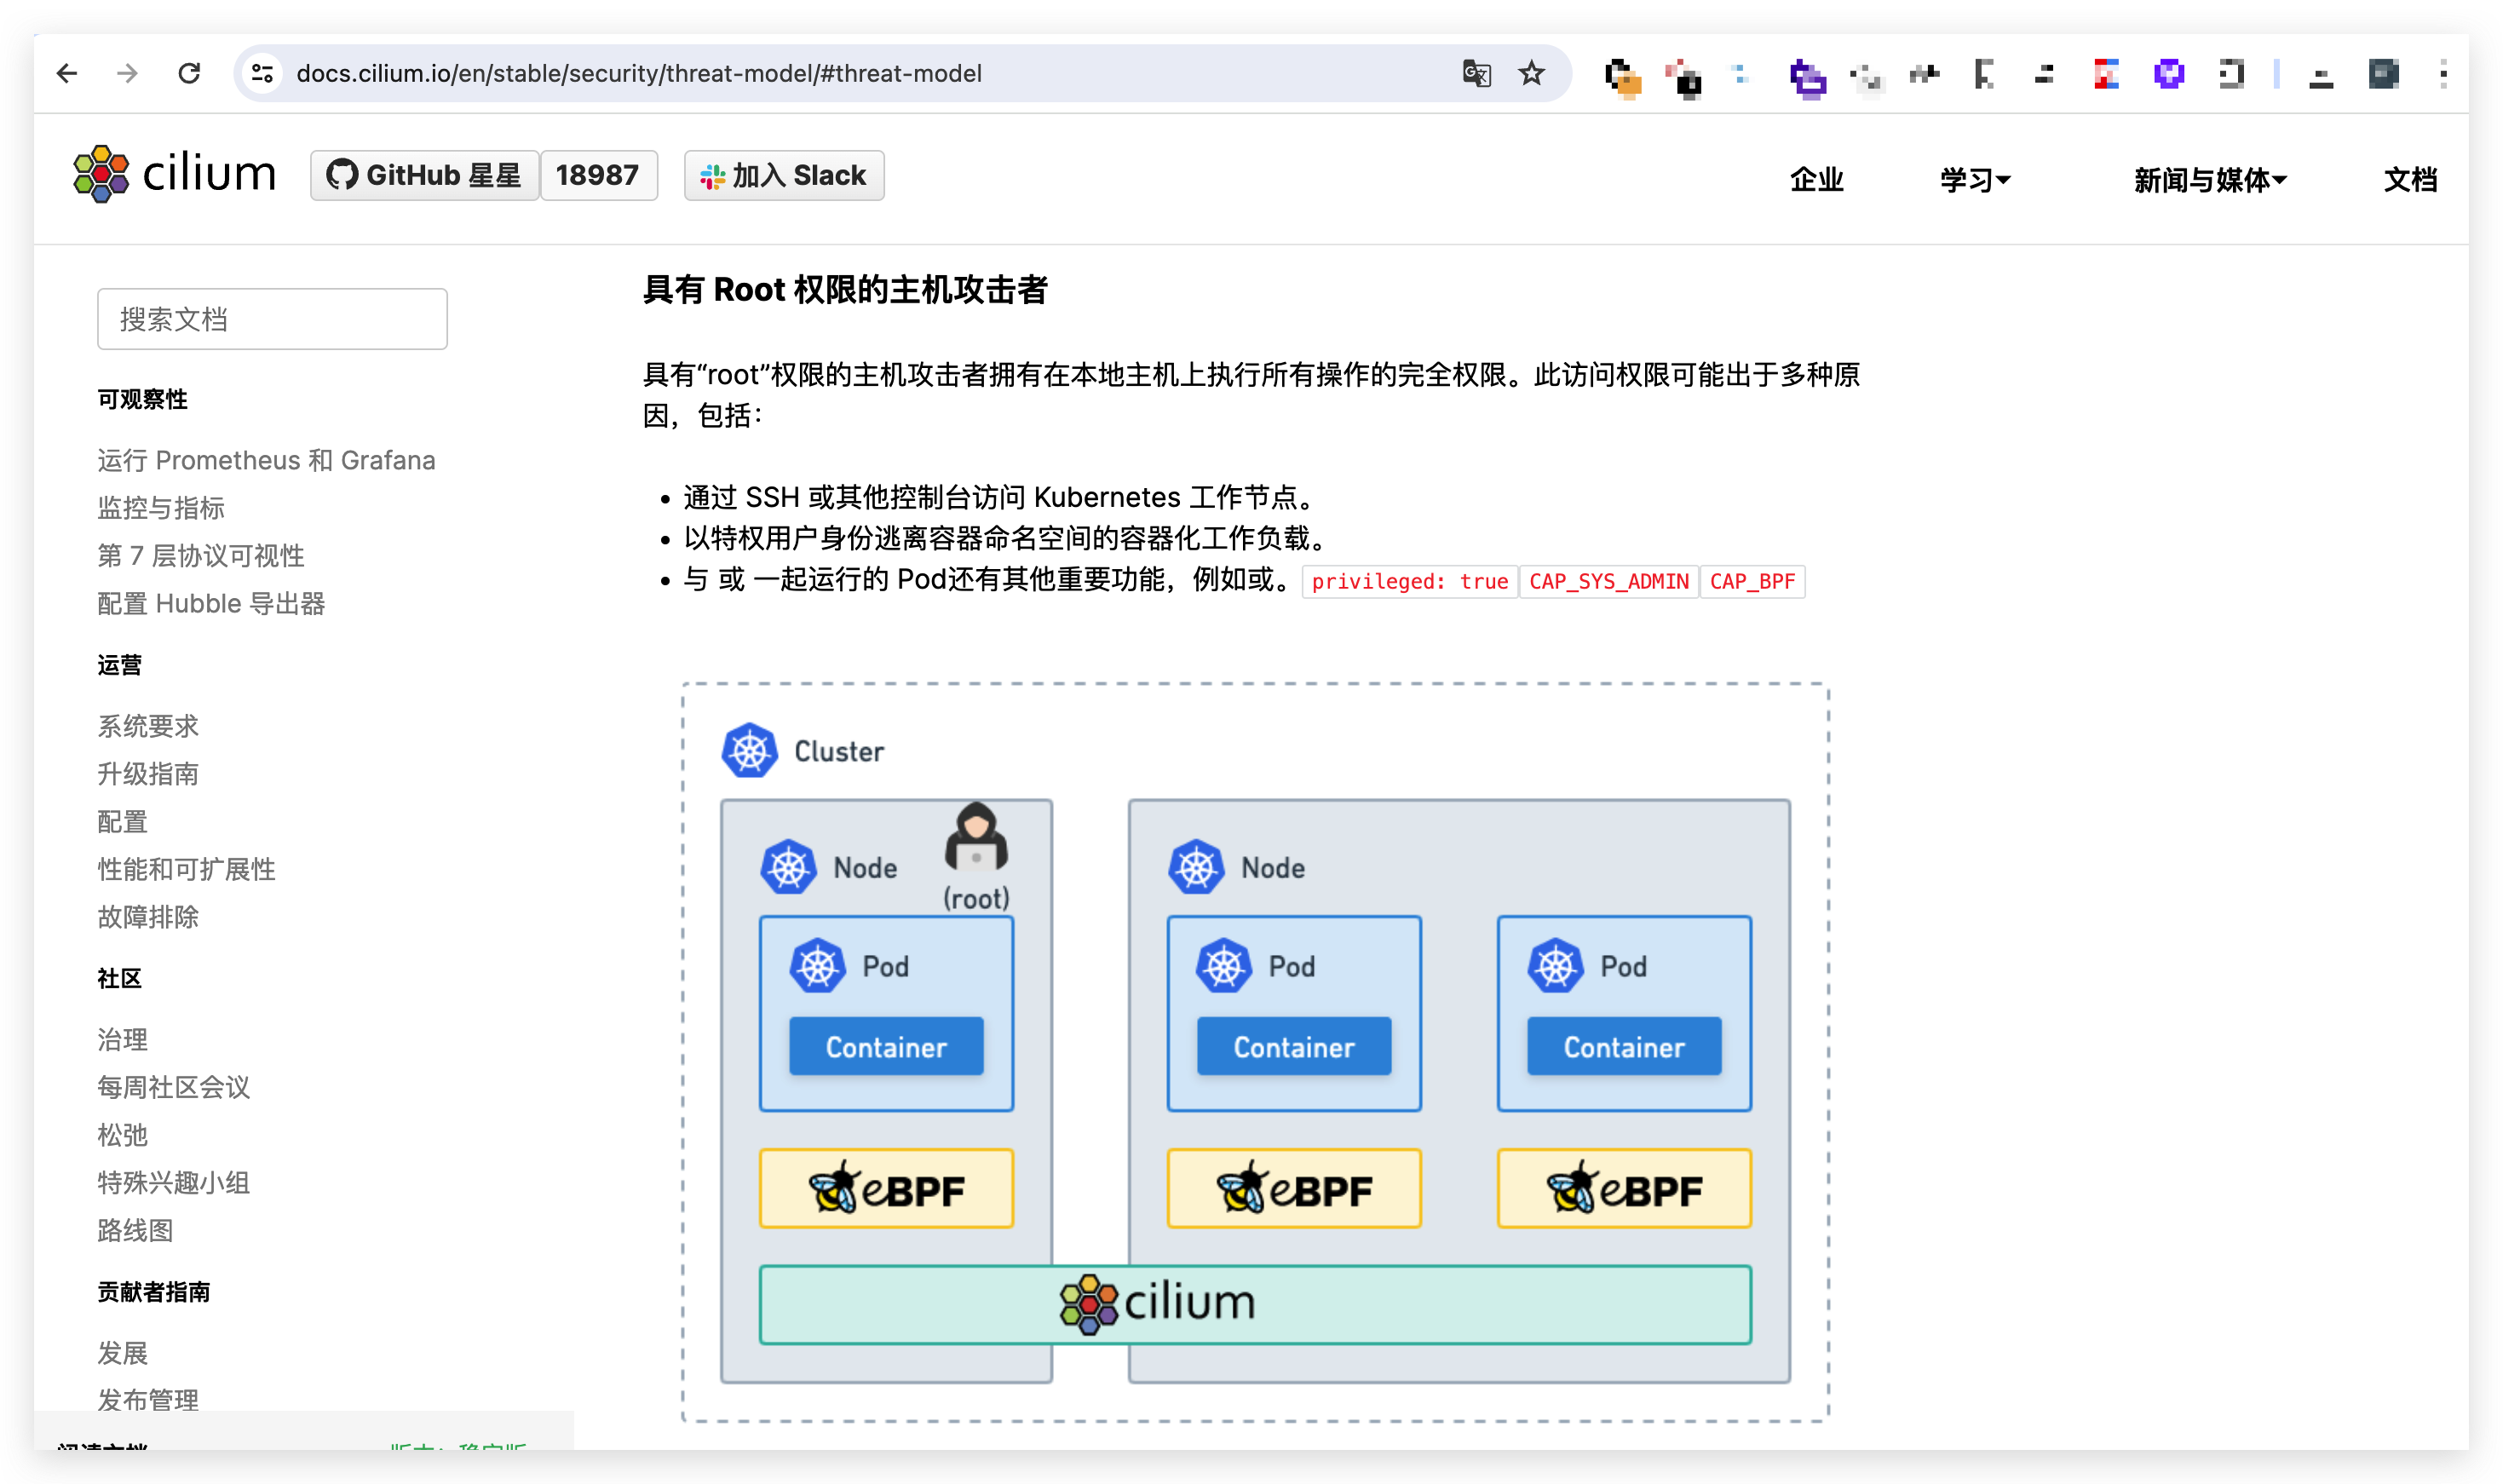 docs.cilium.io/en/stable/security/threat-model/#threat-model
cilium
GitHub 星星
18987
加入 Slack
企业
学习
新闻与媒体
文档
搜索文档
可观察性
运行 Prometheus 和 Grafana
监控与指标
第 7 层协议可视性
配置 Hubble 导出器
运营
系统要求
升级指南
配置
性能和可扩展性
故障排除
社区
治理
每周社区会议
松弛
特殊兴趣小组
路线图
贡献者指南
发展
发布管理
阅读文档
版本：稳定版
具有 Root 权限的主机攻击者
具有“root”权限的主机攻击者拥有在本地主机上执行所有操作的完全权限。此访问权限可能出于多种原
因，包括：
通过 SSH 或其他控制台访问 Kubernetes 工作节点。
以特权用户身份逃离容器命名空间的容器化工作负载。
与 或 一起运行的 Pod还有其他重要功能，例如或。 privileged: true CAP_SYS_ADMIN CAP_BPF
Cluster
Node
(root)
Pod
Container
eBPF
Node
Pod
Container
eBPF
Pod
Container
eBPF
cilium